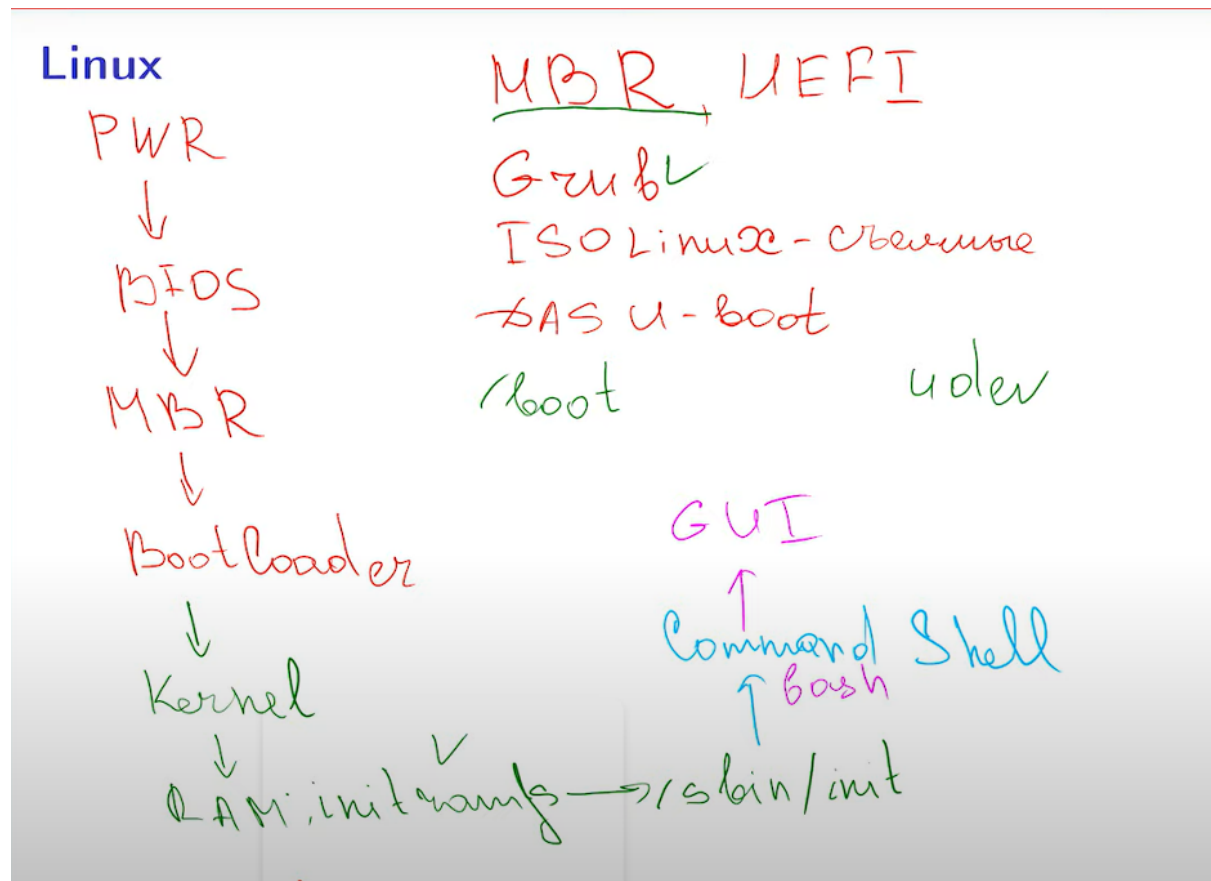 Linux
PWR
↓
BIOS
↓
MBR
↓
BootLoader
↓
Kernel
↓
RAM: initramfs → /sbin/init
↑ bash
Command Shell
↑
GUI
MBR, UEFI
Grub ✓
ISOLinux - съемные
DAS U-boot
/boot
udev